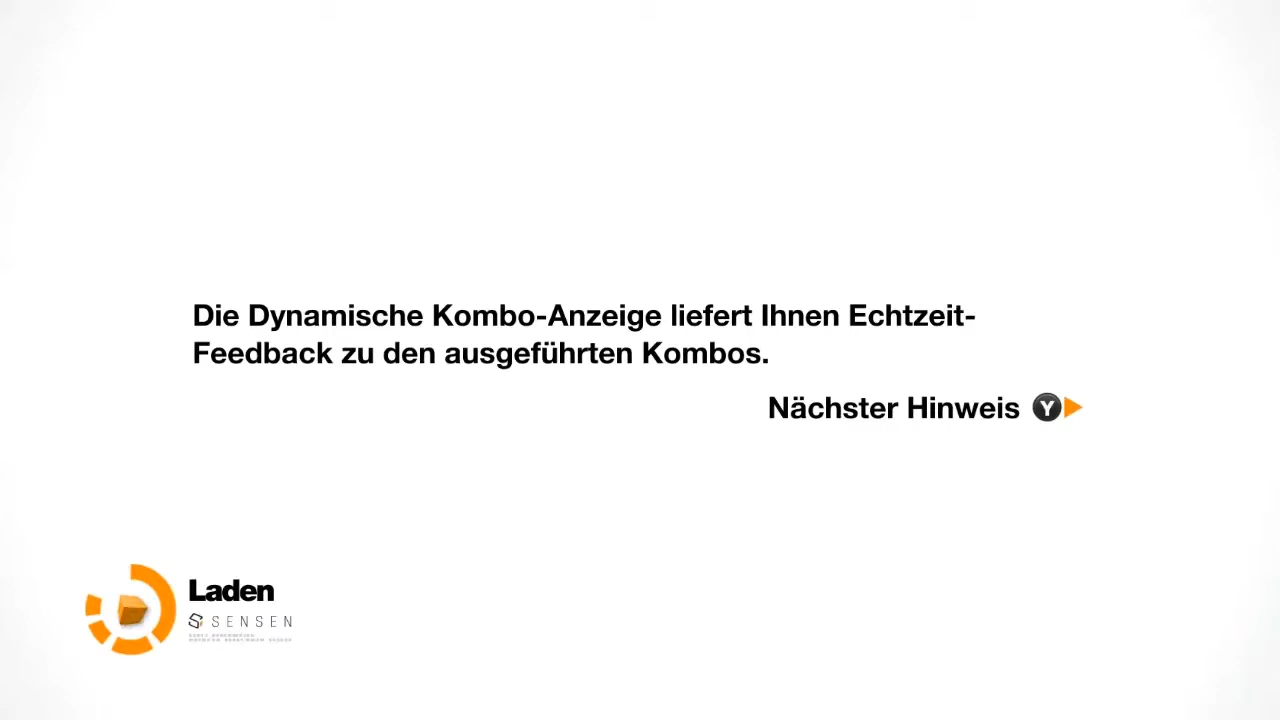 Die Dynamische Kombo-Anzeige liefert Ihnen Echtzeit-
Feedback zu den ausgeführten Kombos.
Nächster Hinweis Y
Laden
SENSEN